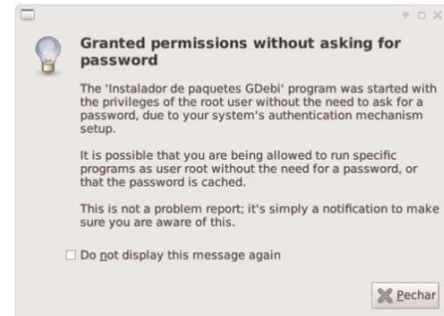 Granted permissions without asking for
password
The 'Instalador de paquetes GDebi' program was started with
the privileges of the root user without the need to ask for a
password, due to your system's authentication mechanism
setup.
It is possible that you are being allowed to run specific
programs as user root without the need for a password, or
that the password is cached.
This is not a problem report; it's simply a notification to make
sure you are aware of this.
Do not display this message again
Pechar